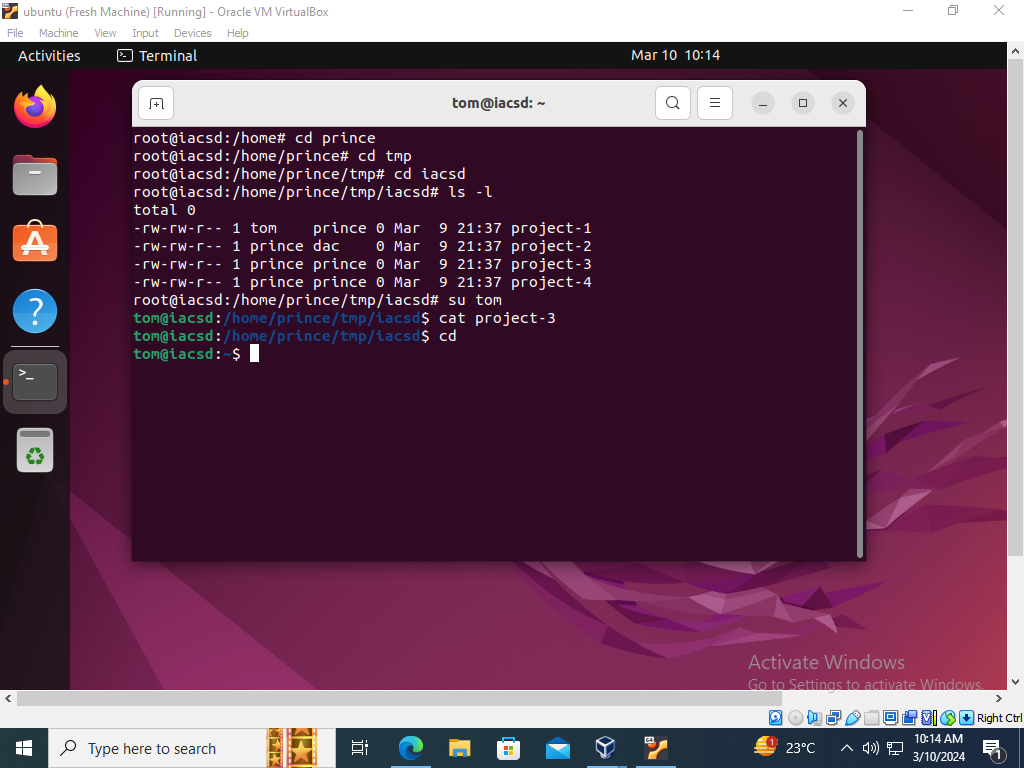 ubuntu (Fresh Machine) [Running] - Oracle VM VirtualBox
File Machine View Input Devices Help
Activities Terminal Mar 10 10:14
tom@iacsd: ~
root@iacsd:/home# cd prince
root@iacsd:/home/prince# cd tmp
root@iacsd:/home/prince/tmp# cd iacsd
root@iacsd:/home/prince/tmp/iacsd# ls -l
total 0
-rw-rw-r-- 1 tom    prince 0 Mar  9 21:37 project-1
-rw-rw-r-- 1 prince dac    0 Mar  9 21:37 project-2
-rw-rw-r-- 1 prince prince 0 Mar  9 21:37 project-3
-rw-rw-r-- 1 prince prince 0 Mar  9 21:37 project-4
root@iacsd:/home/prince/tmp/iacsd# su tom
tom@iacsd:/home/prince/tmp/iacsd$ cat project-3
tom@iacsd:/home/prince/tmp/iacsd$ cd
tom@iacsd:~$
Activate Windows
Go to Settings to activate Windows.
Right Ctrl
Type here to search
1
23°C
10:14 AM
3/10/2024
1